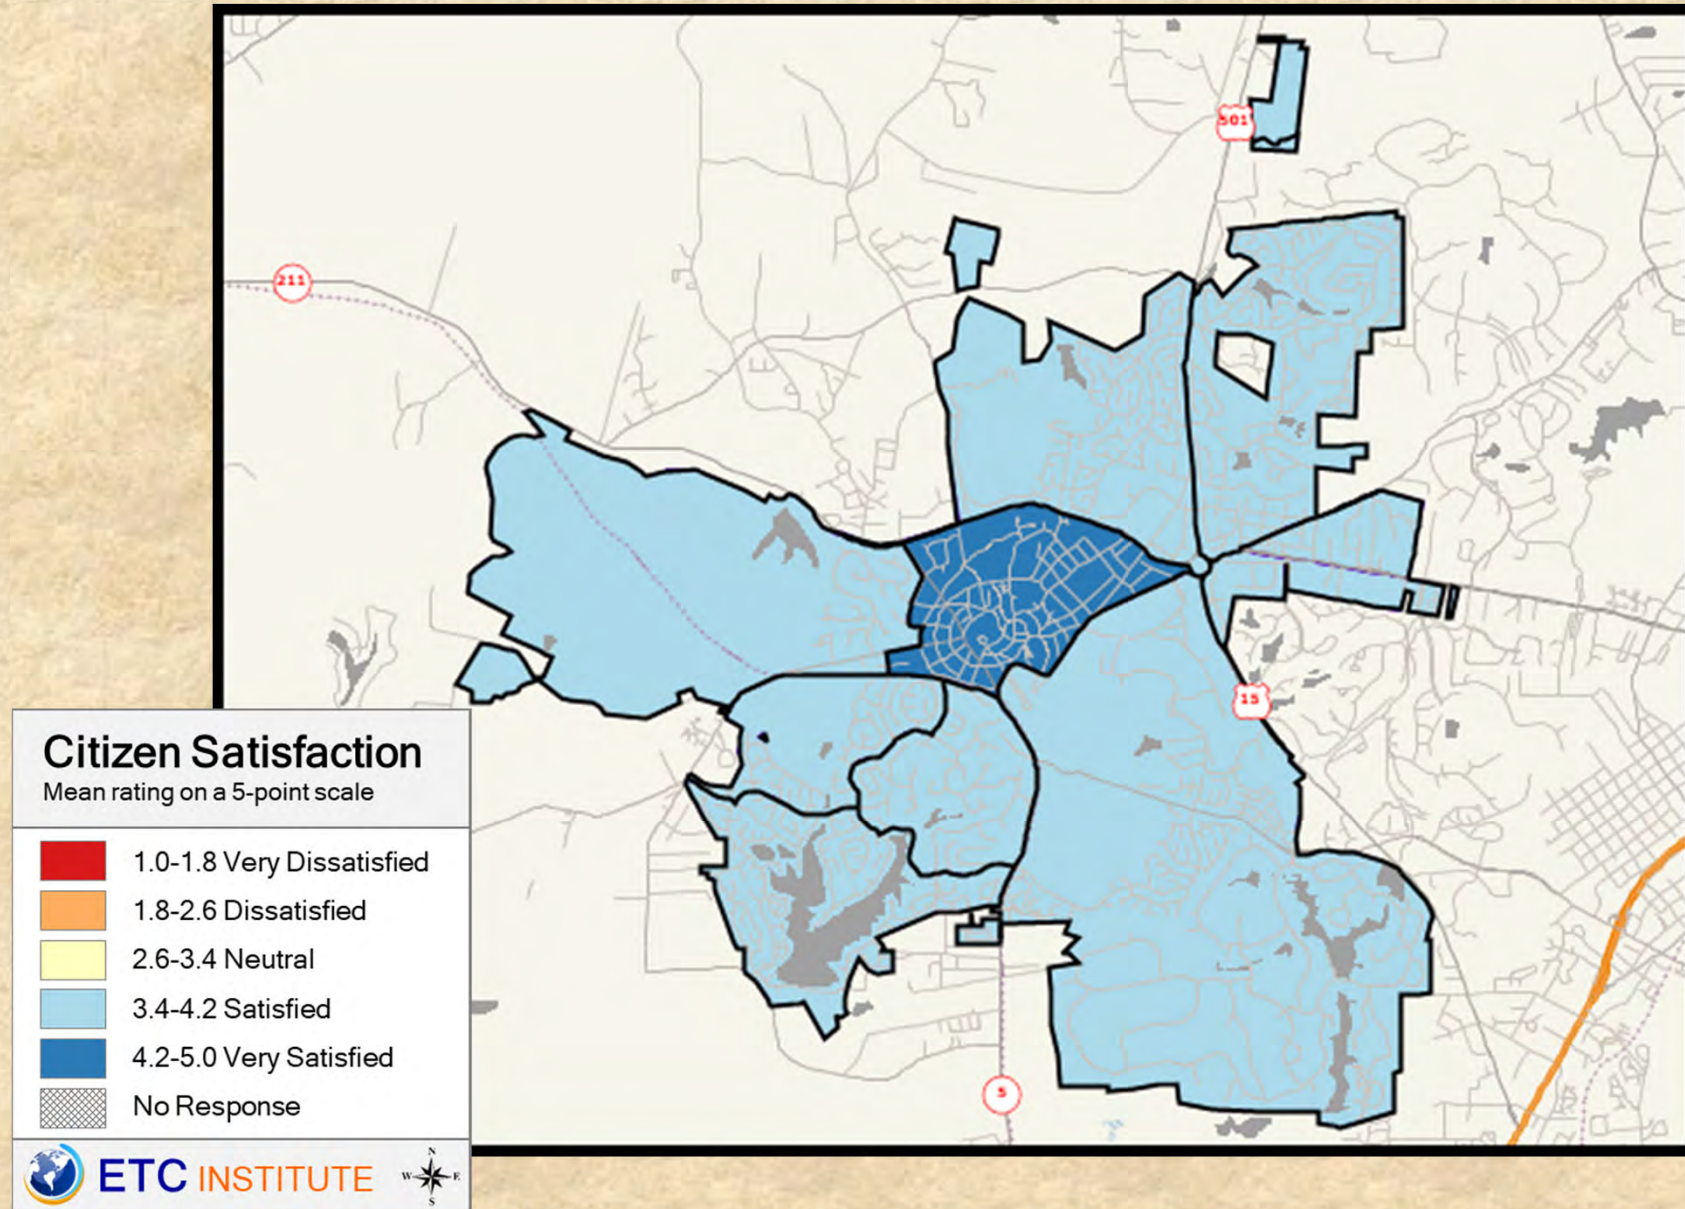 501
211
15
5
Citizen Satisfaction
Mean rating on a 5-point scale
1.0-1.8 Very Dissatisfied
1.8-2.6 Dissatisfied
2.6-3.4 Neutral
3.4-4.2 Satisfied
4.2-5.0 Very Satisfied
No Response
ETC INSTITUTE
N
W E
S